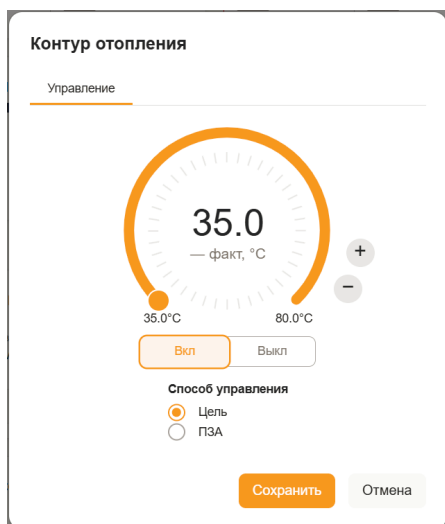 Контур отопления
Управление
35.0
— факт, °C
+
−
35.0°C 80.0°C
Вкл Выкл
Способ управления
Цель
ПЗА
Сохранить Отмена